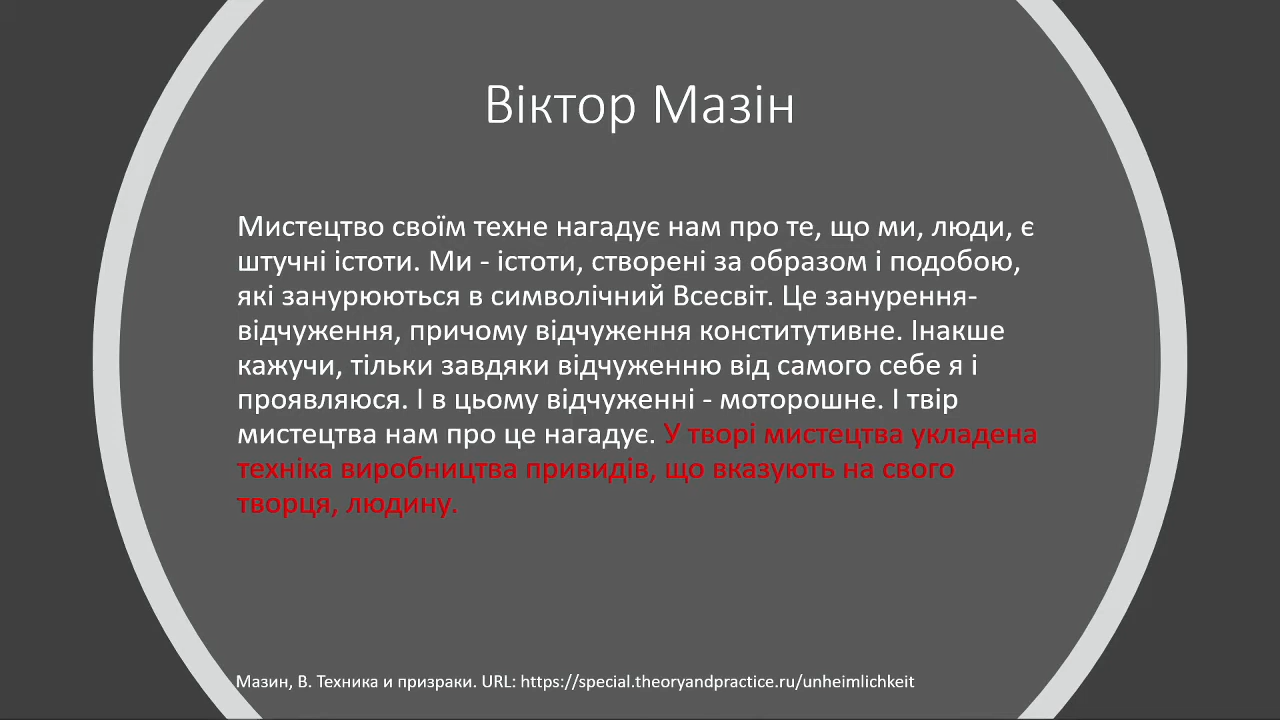 Віктор Мазін
Мистецтво своїм техне нагадує нам про те, що ми, люди, є
штучні істоти. Ми - істоти, створені за образом і подобою,
які занурюються в символічний Всесвіт. Це занурення-
відчуження, причому відчуження конститутивне. Інакше
кажучи, тільки завдяки відчуженню від самого себе я і
проявляюся. І в цьому відчуженні - моторошне. І твір
мистецтва нам про це нагадує. У творі мистецтва укладена
техніка виробництва привидів, що вказують на свого
творця, людину.
Мазин, В. Техника и призраки. URL: https://special.theoryandpractice.ru/unheimlichkeit